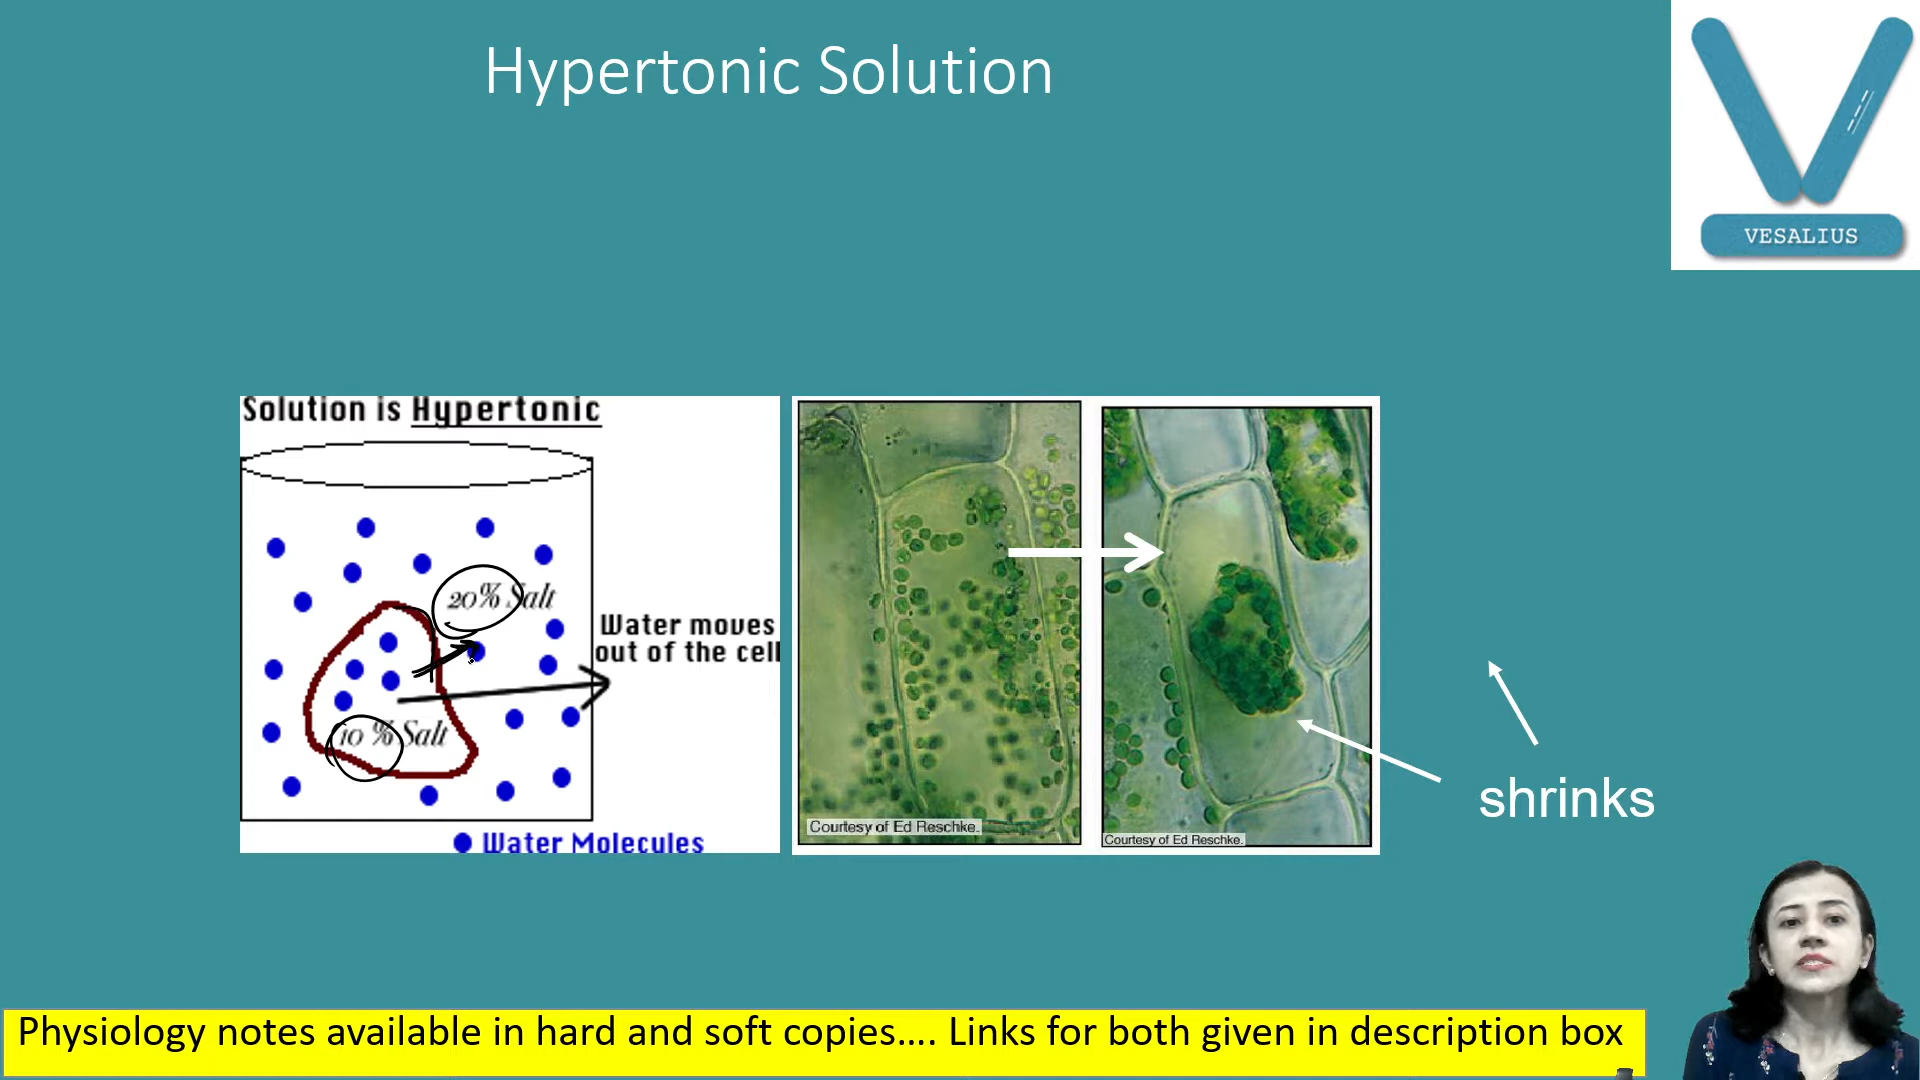 Hypertonic Solution
VESALIUS
Solution is Hypertonic
20% Salt
Water moves
out of the cell
10 % Salt
Water Molecules
Courtesy of Ed Reschke.
Courtesy of Ed Reschke.
shrinks
Physiology notes available in hard and soft copies.... Links for both given in description box